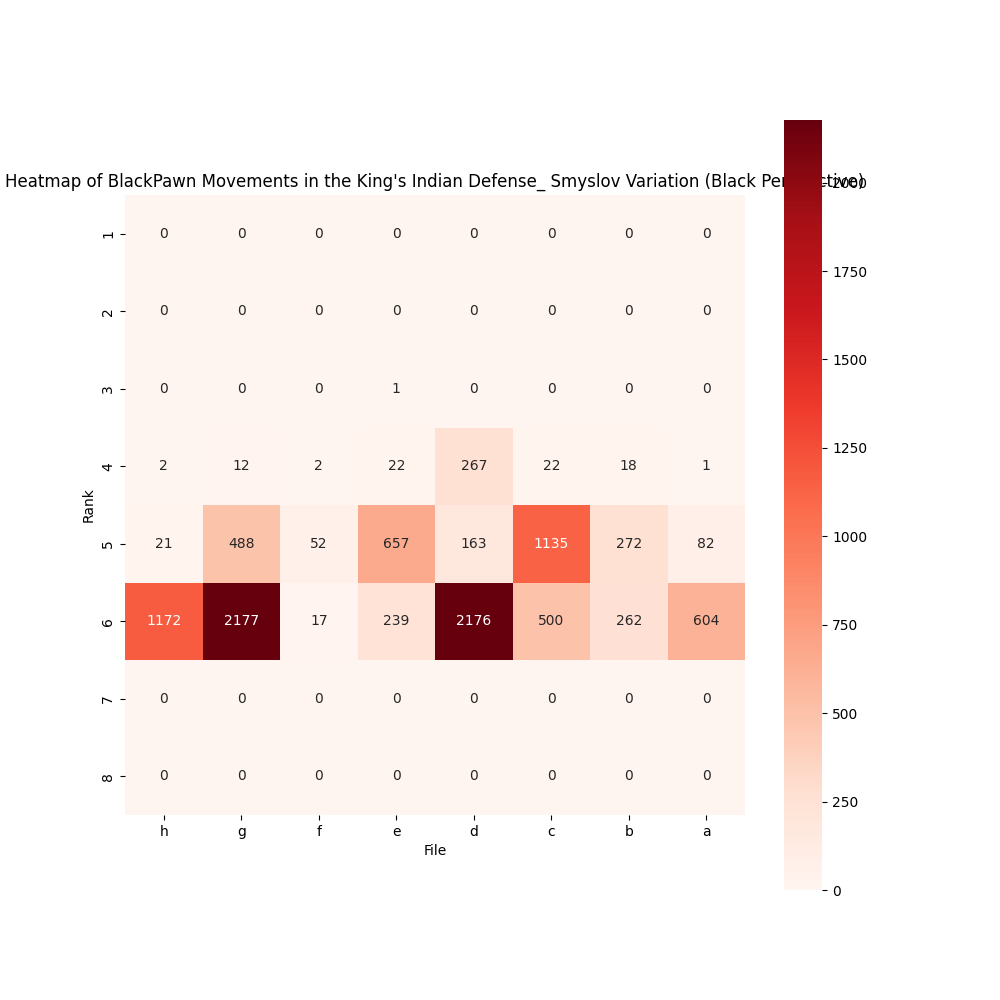 Heatmap of BlackPawn Movements in the King's Indian Defense_ Smyslov Variation (Black Perspective)
Rank
1 0 0 0 0 0 0 0 0
2 0 0 0 0 0 0 0 0
3 0 0 0 1 0 0 0 0
4 2 12 2 22 267 22 18 1
5 21 488 52 657 163 1135 272 82
6 1172 2177 17 239 2176 500 262 604
7 0 0 0 0 0 0 0 0
8 0 0 0 0 0 0 0 0
h g f e d c b a
File
2000
1750
1500
1250
1000
750
500
250
0